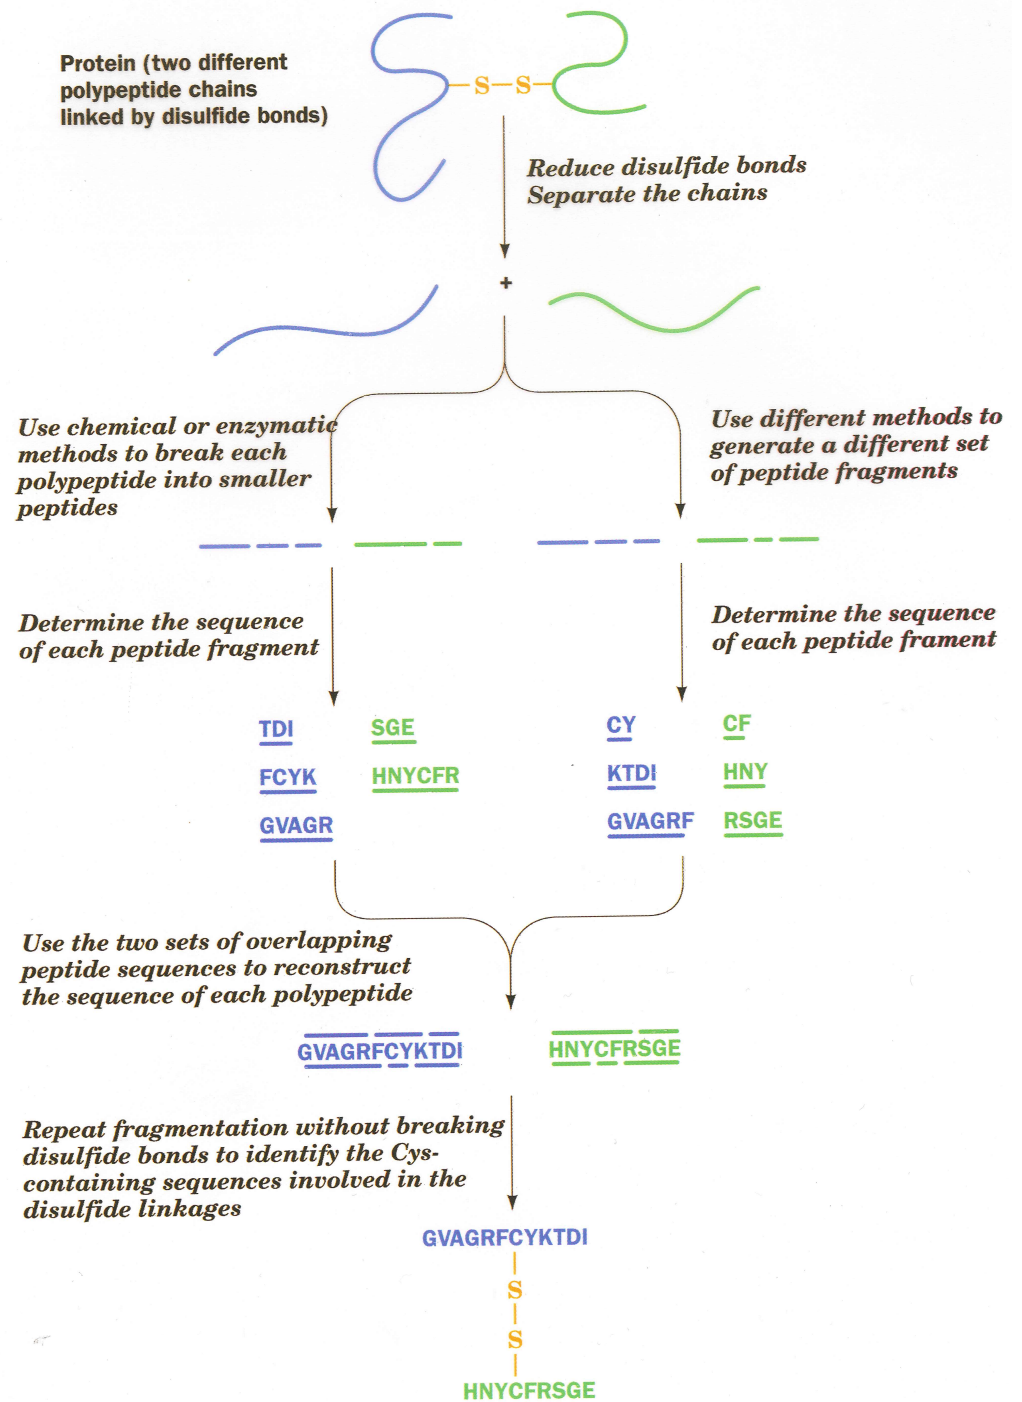 Protein (two different
polypeptide chains
linked by disulfide bonds)
S—S
Reduce disulfide bonds
Separate the chains
+
Use chemical or enzymatic
methods to break each
polypeptide into smaller
peptides
Use different methods to
generate a different set
of peptide fragments
Determine the sequence
of each peptide fragment
Determine the sequence
of each peptide frament
TDI SGE CY CF
FCYK HNYCFR KTDI HNY
GVAGR GVAGRF RSGE
Use the two sets of overlapping
peptide sequences to reconstruct
the sequence of each polypeptide
GVAGRFCYKTDI HNYCFRSGE
Repeat fragmentation without breaking
disulfide bonds to identify the Cys-
containing sequences involved in the
disulfide linkages
GVAGRFCYKTDI
S
S
HNYCFRSGE